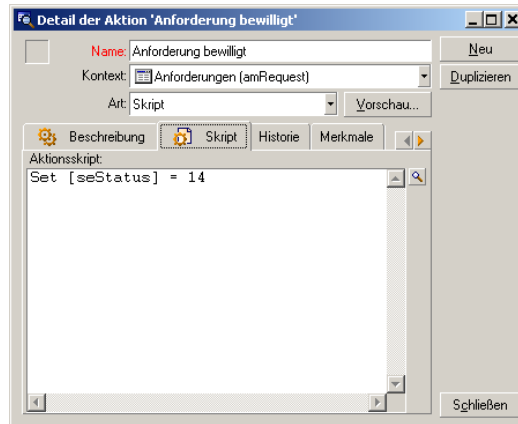 Detail der Aktion 'Anforderung bewilligt'
Name: Anforderung bewilligt
Neu
Kontext: Anforderungen (amRequest)
Duplizieren
Art: Skript
Vorschau...
Beschreibung Skript Historie Merkmale
Aktionsskript:
Set [seStatus] = 14
Schließen